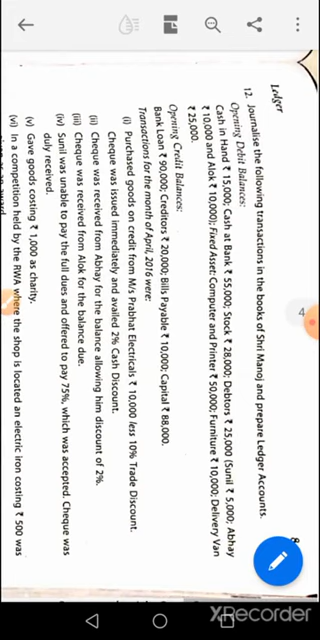 Ledger
12. Journalise the following transactions in the books of Shri Manoj and prepare Ledger Accounts.
Opening Debit Balances:
Cash in Hand ₹ 15,000; Cash at Bank ₹ 55,000; Stock ₹ 28,000; Debtors ₹ 25,000 (Sunil ₹ 5,000; Abhay
₹ 10,000 and Alok ₹ 10,000); Fixed Asset: Computer and Printer ₹ 50,000; Furniture ₹ 10,000; Delivery Van
₹ 25,000.
Opening Credit Balances:
Bank Loan ₹ 90,000; Creditors ₹ 20,000; Bills Payable ₹ 10,000; Capital ₹ 88,000.
Transactions for the month of April, 2016 were:
(i) Purchased goods on credit from M/s Prabhat Electricals ₹ 10,000 less 10% Trade Discount.
Cheque was issued immediately and availed 2% Cash Discount.
(ii) Cheque was received from Abhay for the balance allowing him discount of 2%.
(iii) Cheque was received from Alok for the balance due.
(iv) Sunil was unable to pay the full dues and offered to pay 75%, which was accepted. Cheque was
duly received.
(v) Gave goods costing ₹ 1,000 as charity.
(vi) In a competition held by the RWA where the shop is located an electric iron costing ₹ 500 was
4
XRecorder